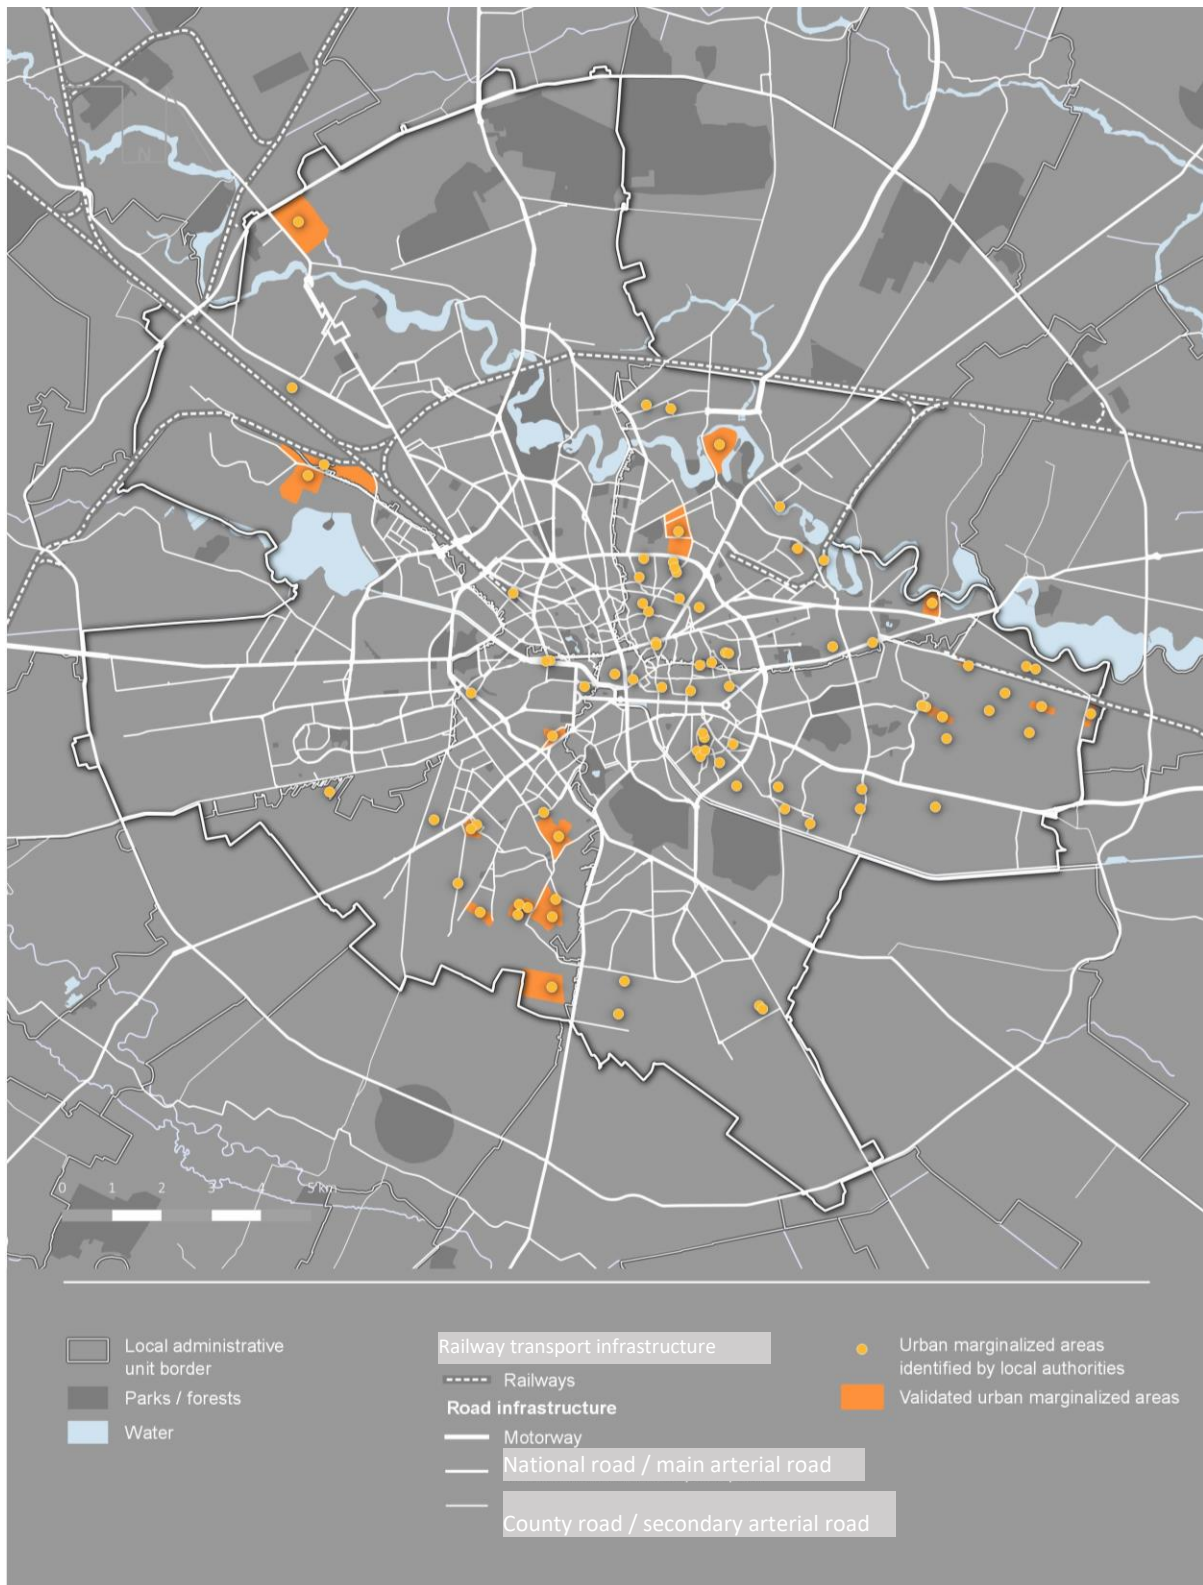 N
0 1 2 3 4 5 km
Local administrative
unit border
Parks / forests
Water
Railway transport infrastructure
Railways
Road infrastructure
Motorway
National road / main arterial road
County road / secondary arterial road
Urban marginalized areas
identified by local authorities
Validated urban marginalized areas